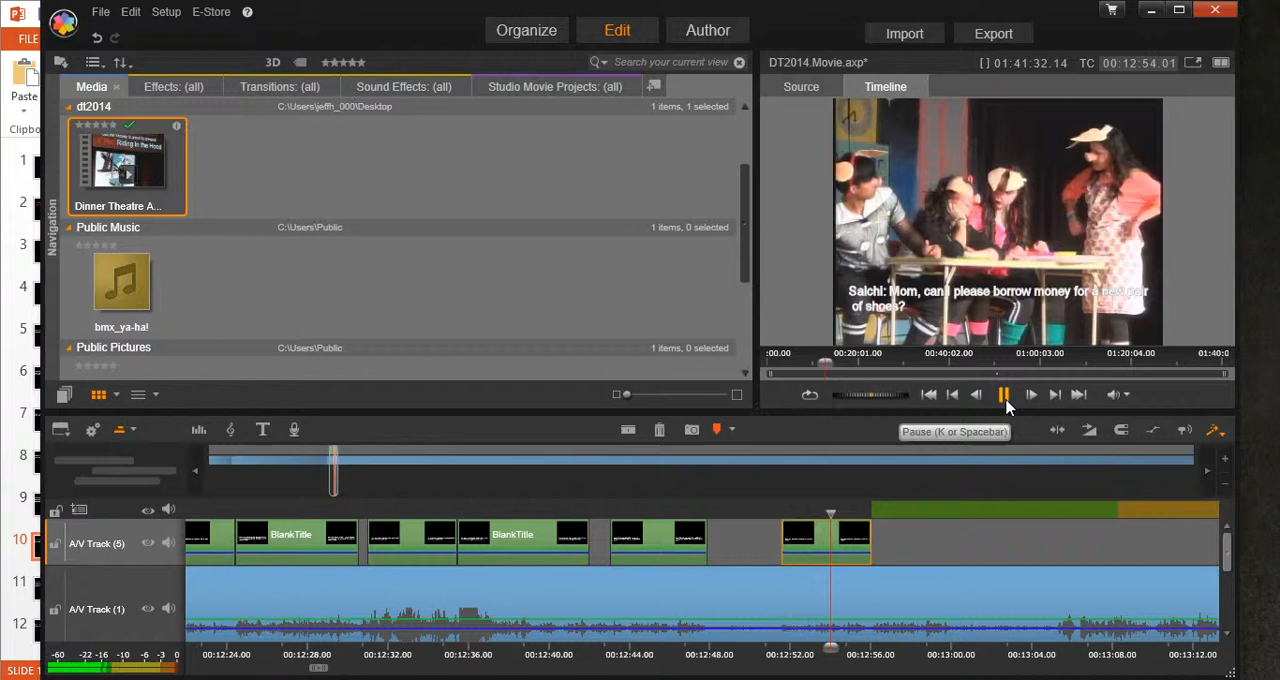 File Edit Setup E-Store
FILE
Organize Edit Author
Import Export
3D
Search your current view
DT2014.Movie.axp*
[ ] 01:41:32.14 TC 00:12:54.01
Paste
Media
Effects: (all)
Transitions: (all)
Sound Effects: (all)
Studio Movie Projects: (all)
Source
Timeline
dt2014
C:\Users\jeffh_000\Desktop
1 items, 1 selected
Clipbo
Riding In the Hood
Dinner Theatre A...
Navigation
Public Music
C:\Users\Public
1 items, 0 selected
bmx_ya-ha!
Public Pictures
C:\Users\Public
1 items, 0 selected
Salchi: Mom, can I please borrow money for a new pair
of shoes?
:00.00 00:20:01.00 00:40:02.00 01:00:03.00 01:20:04.00 01:40:
Pause (K or Spacebar)
1
2
3
4
5
6
7
8
9
10
11
12
A/V Track (5)
BlankTitle
BlankTitle
A/V Track (1)
-60 -22 -16 -10 -6 -3 0
00:12:24.00 00:12:28.00 00:12:32.00 00:12:36.00 00:12:40.00 00:12:44.00 00:12:48.00 00:12:52.00 00:12:56.00 00:13:00.00 00:13:04.00 00:13:08.00 00:13:12.00
SLIDE 1